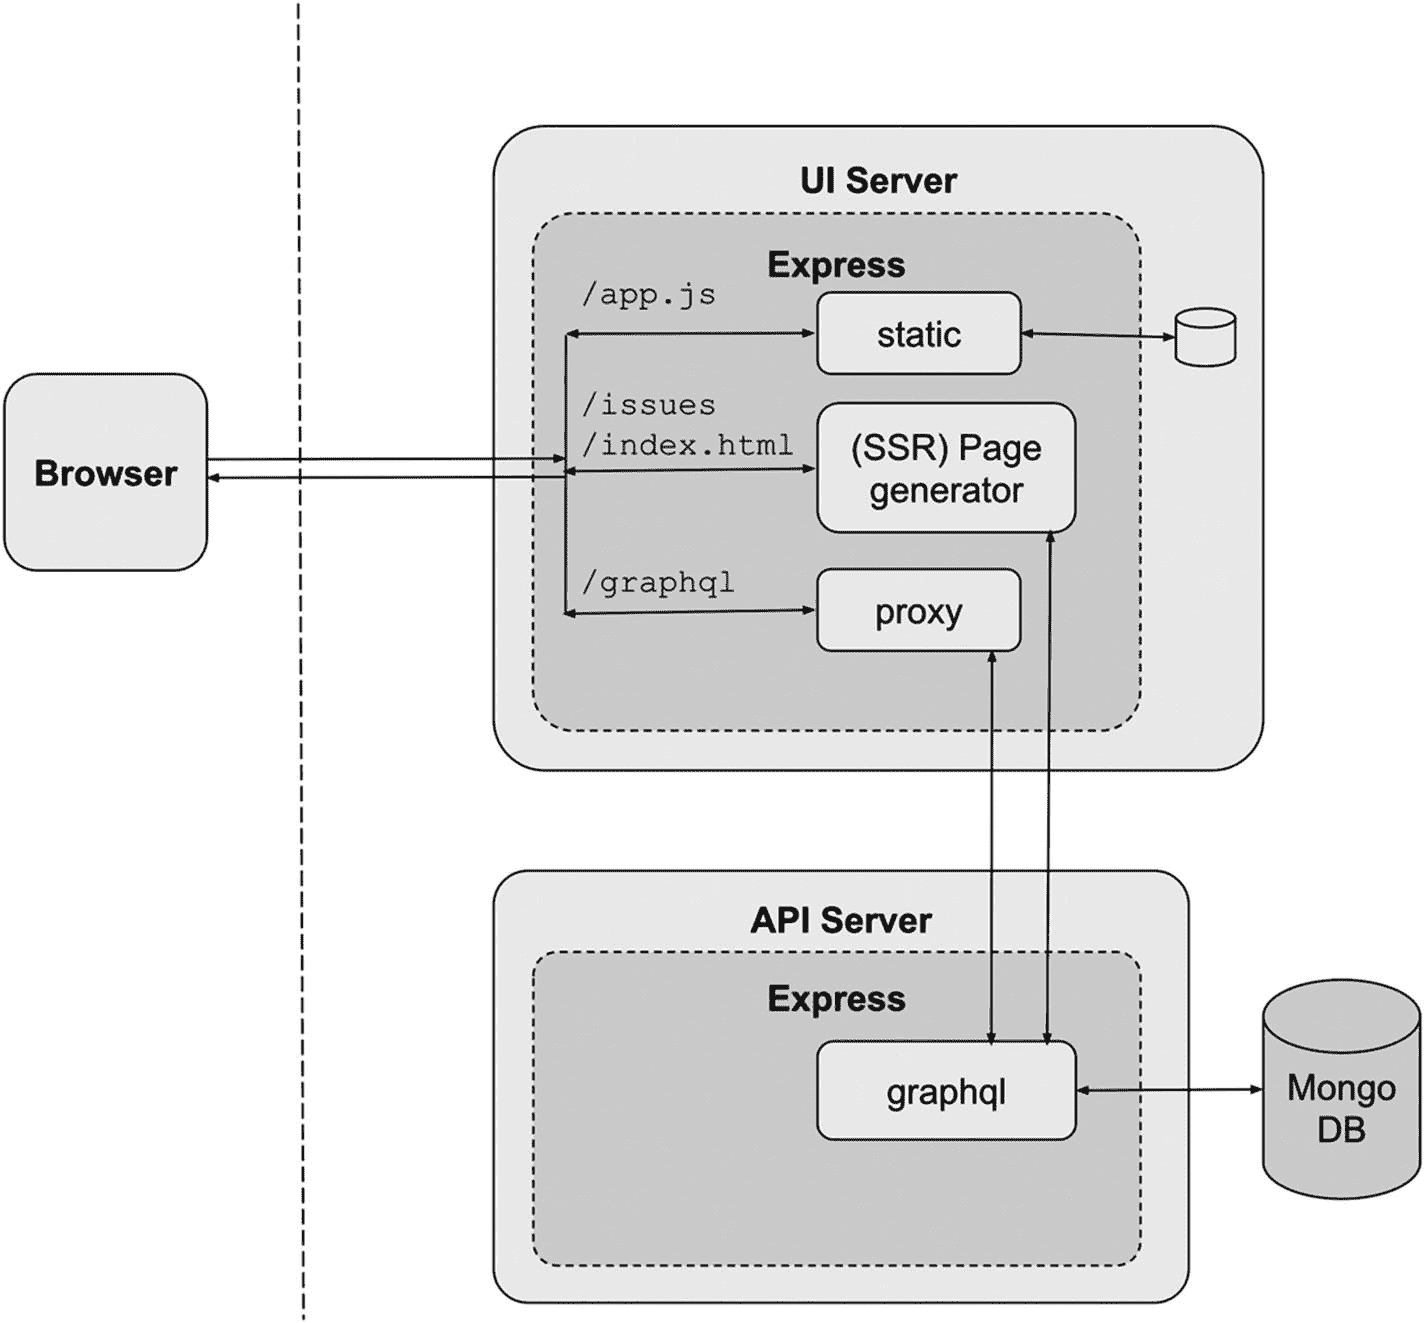 UI Server
Express
/app.js
static
/issues
/index.html
(SSR) Page
generator
Browser
/graphql
proxy
API Server
Express
graphql
Mongo
DB